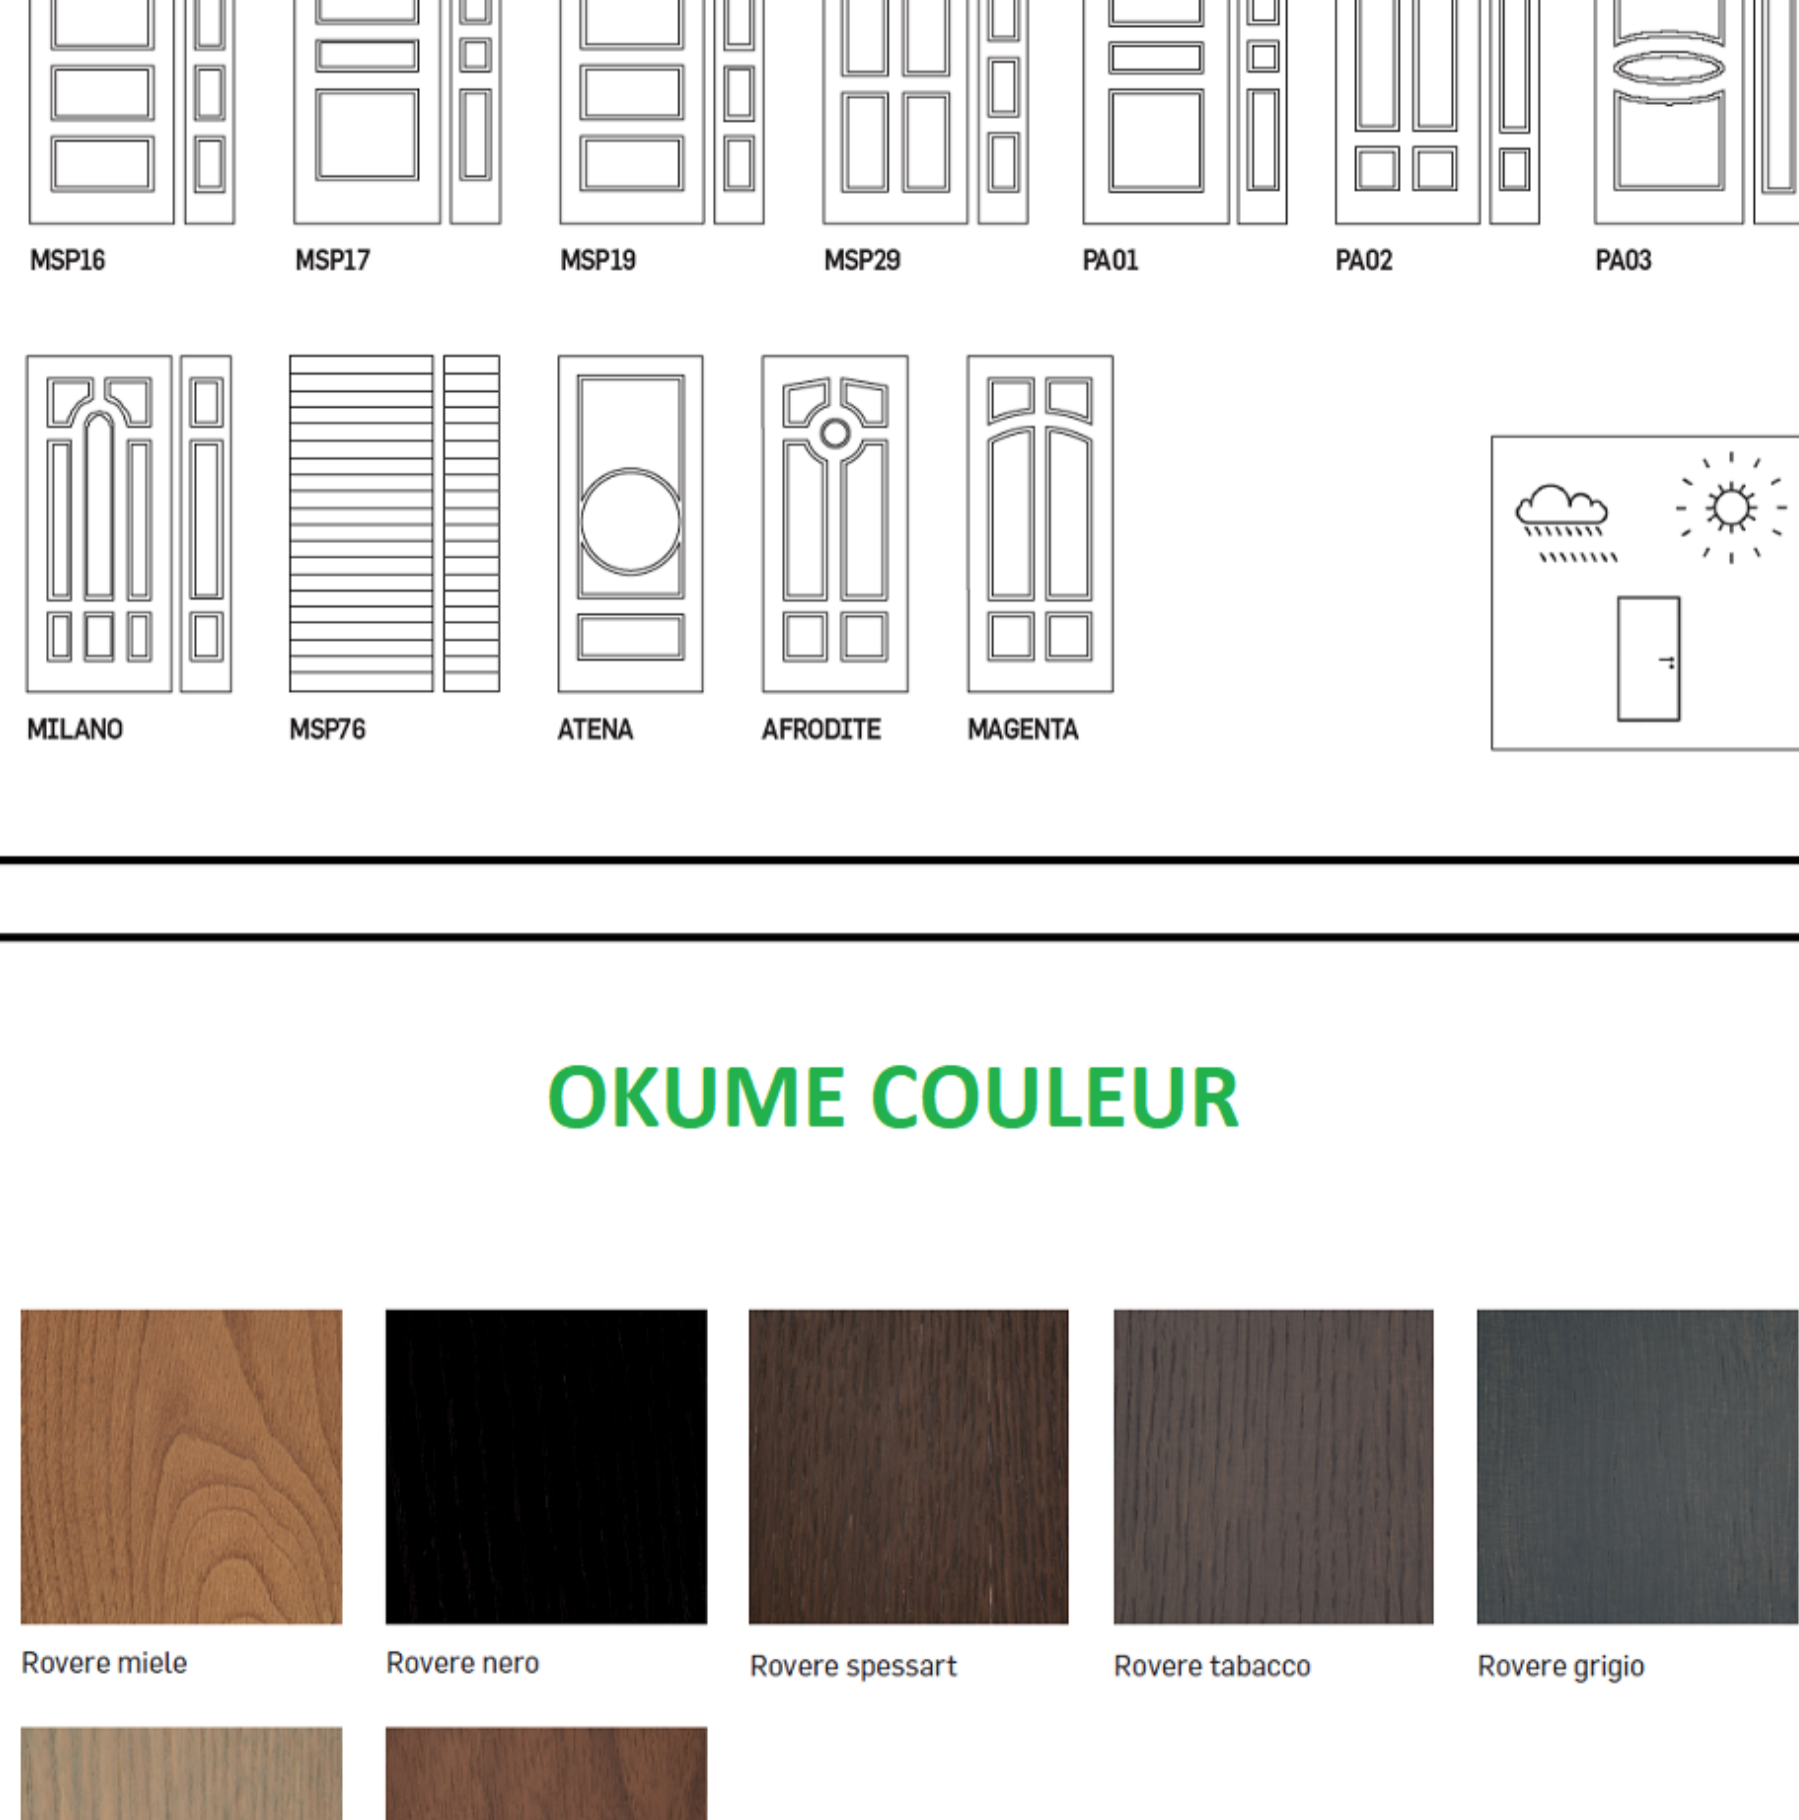 MSP16 MSP17 MSP19 MSP29 PA01 PA02 PA03
MILANO MSP76 ATENA AFRODITE MAGENTA
OKUME COULEUR
Rovere miele Rovere nero Rovere spessart Rovere tabacco Rovere grigio